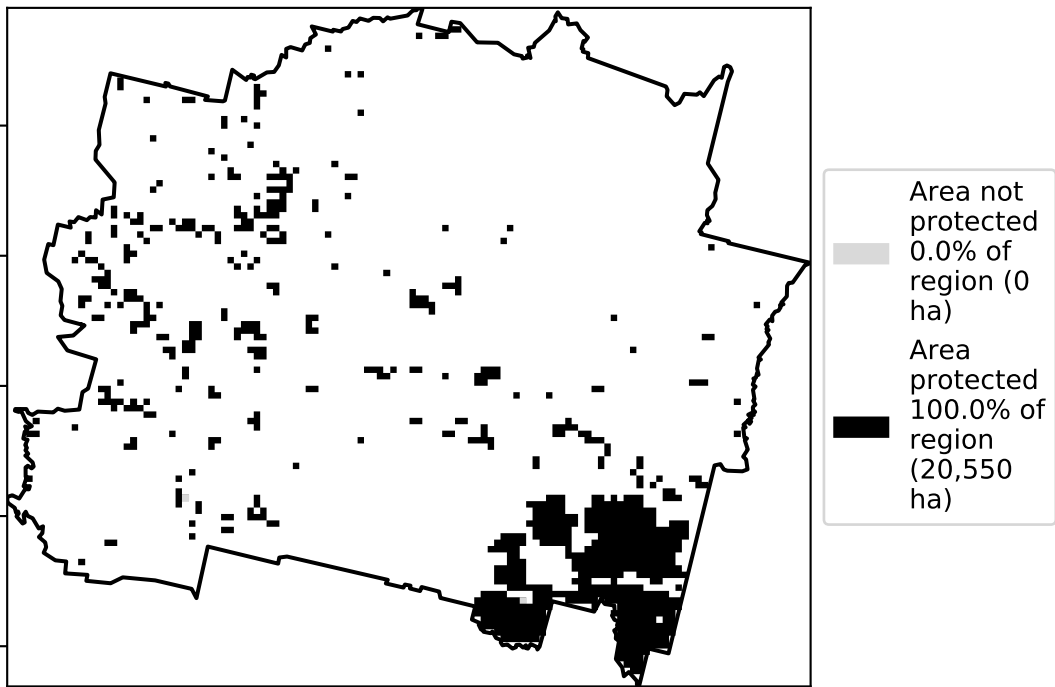 Area not
protected
0.0% of
region (0
ha)
Area
protected
100.0% of
region
(20,550
ha)